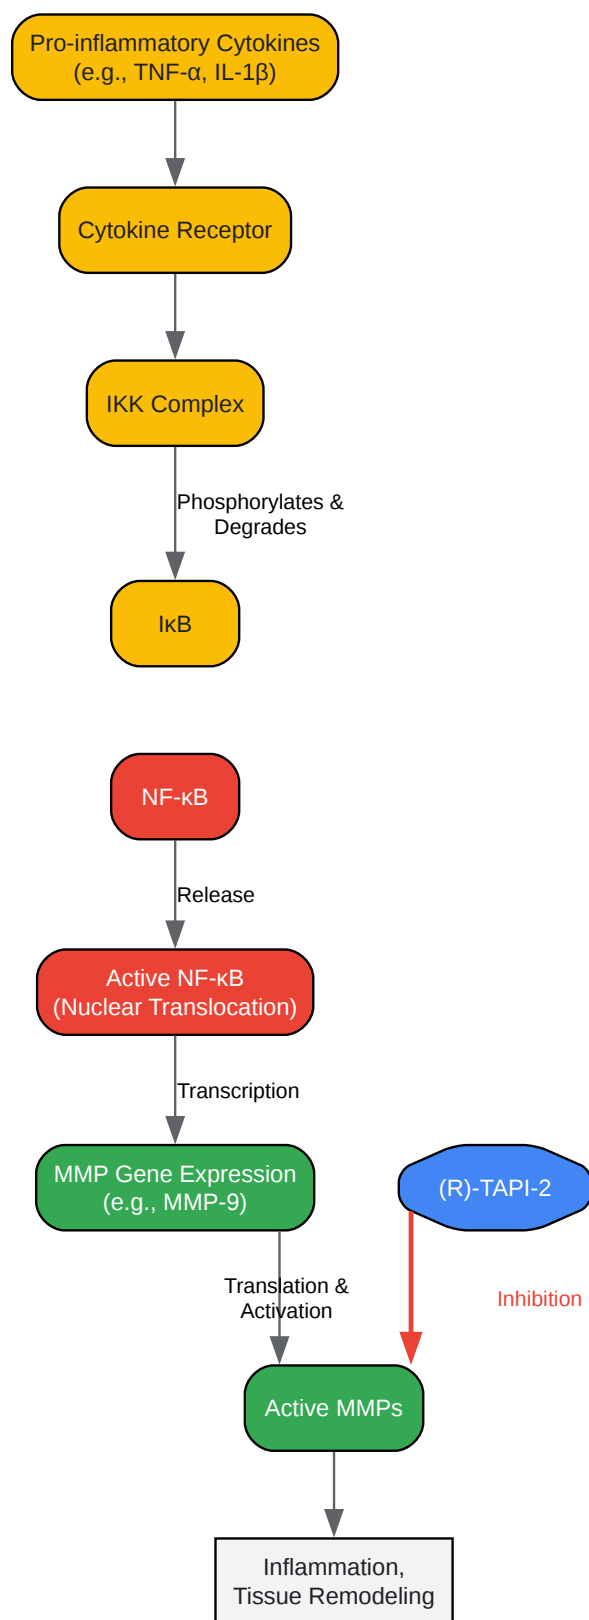 Pro-inflammatory Cytokines
(e.g., TNF-α, IL-1β)
Cytokine Receptor
IKK Complex
Phosphorylates &
Degrades
IκB
NF-κB
Release
Active NF-κB
(Nuclear Translocation)
Transcription
MMP Gene Expression
(e.g., MMP-9)
(R)-TAPI-2
Translation &
Activation
Inhibition
Active MMPs
Inflammation,
Tissue Remodeling